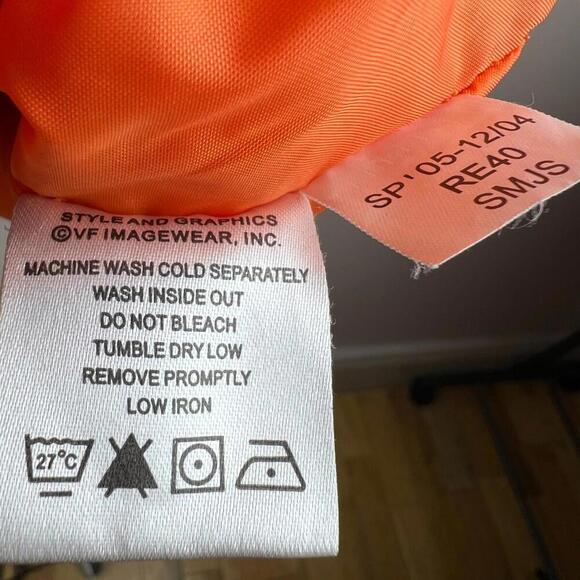 STYLE AND GRAPHICS
©VF IMAGEWEAR, INC.
MACHINE WASH COLD SEPARATELY
WASH INSIDE OUT
DO NOT BLEACH
TUMBLE DRY LOW
REMOVE PROMPTLY
LOW IRON
27°C
SP'05-12/04
RE40
SMJS